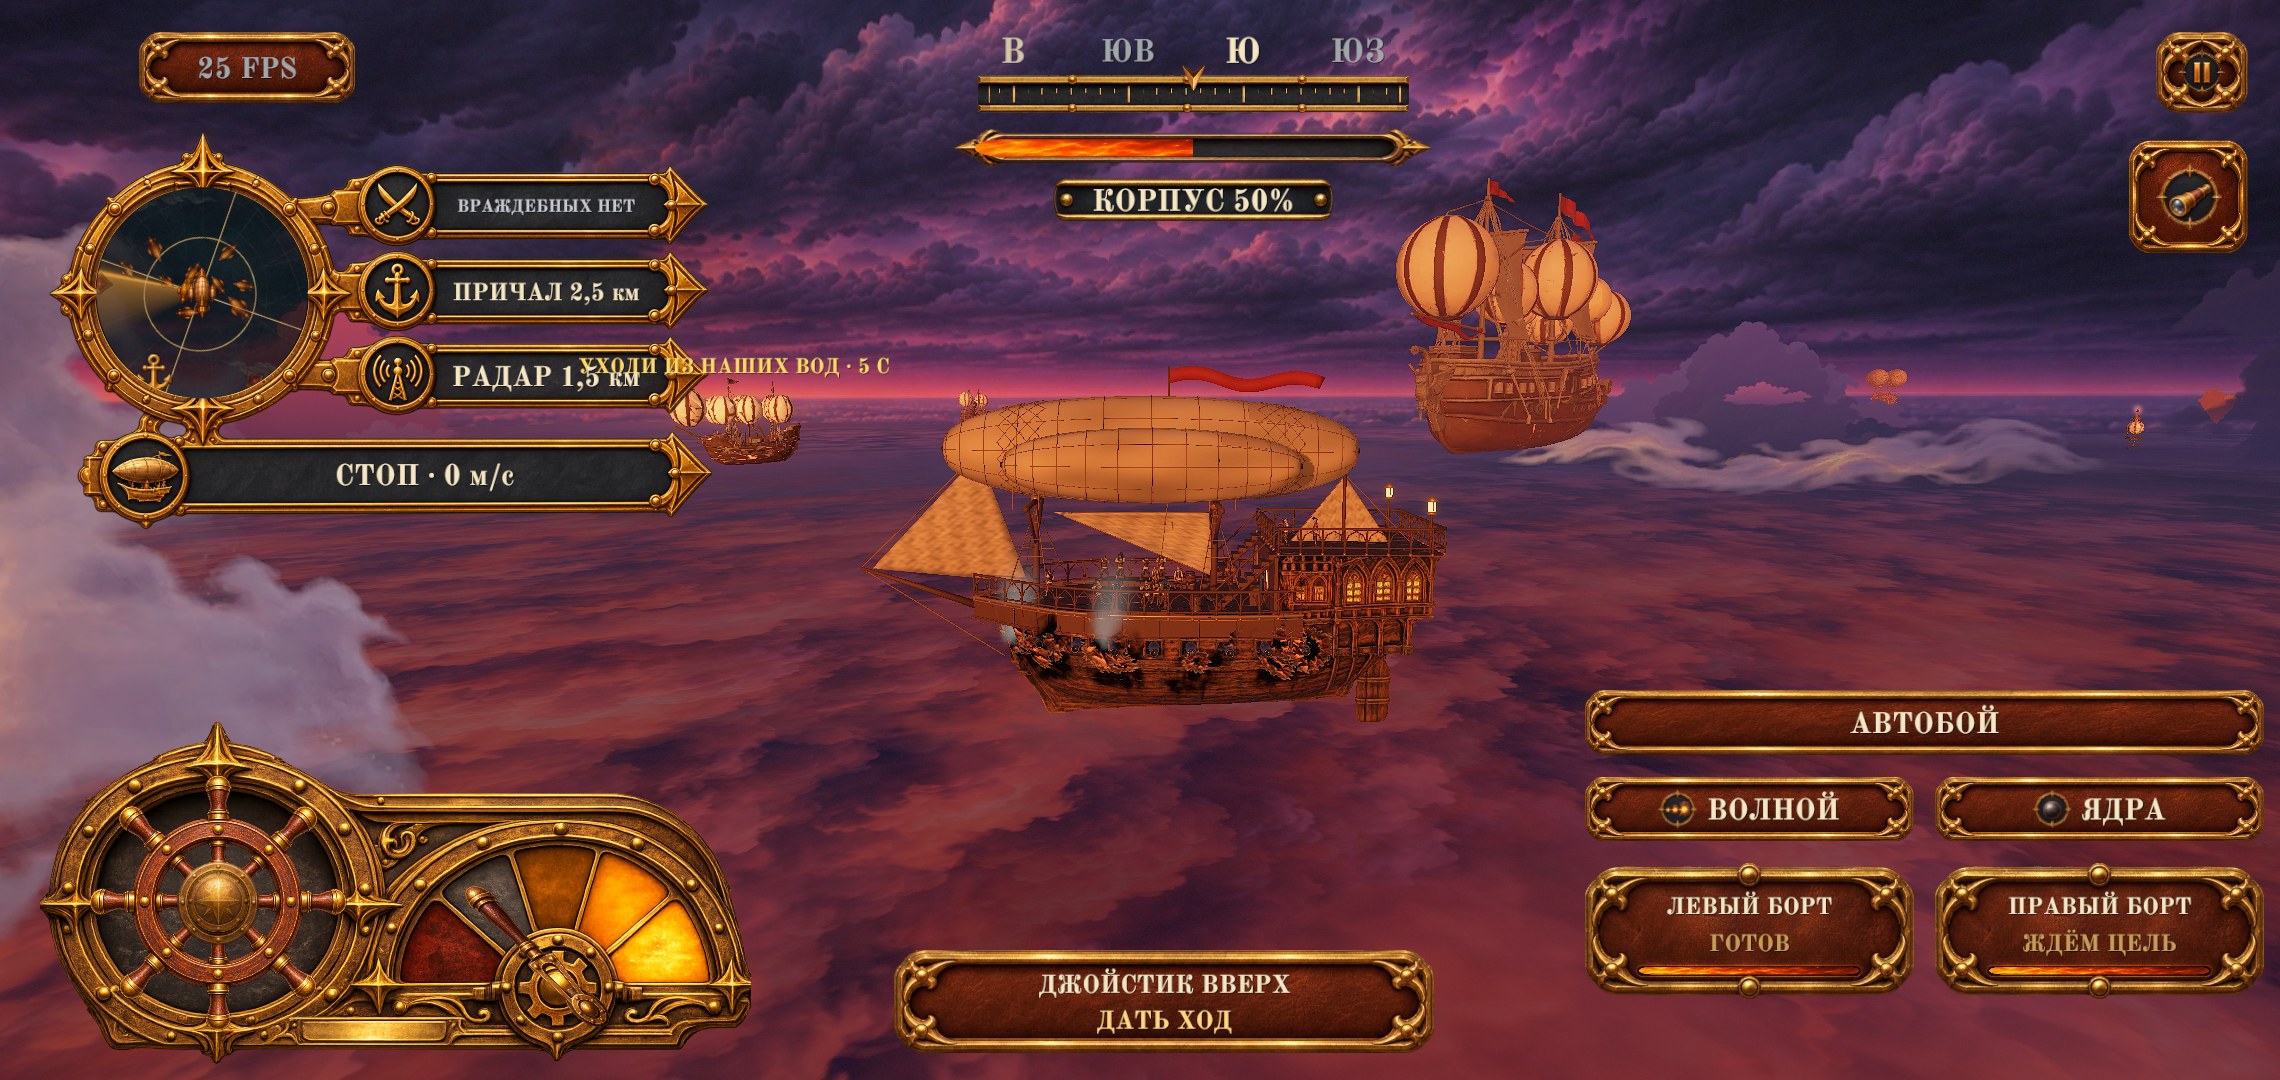 25 FPS
В ЮВ Ю ЮЗ
КОРПУС 50%
ВРАЖДЕБНЫХ НЕТ
ПРИЧАЛ 2,5 км
РАДАР 1,5 км
УХОДИ ИЗ НАШИХ ВОД · 5 С
СТОП · 0 м/с
АВТОБОЙ
ВОЛНОЙ
ЯДРА
ЛЕВЫЙ БОРТ
ГОТОВ
ПРАВЫЙ БОРТ
ЖДЁМ ЦЕЛЬ
ДЖОЙСТИК ВВЕРХ
ДАТЬ ХОД